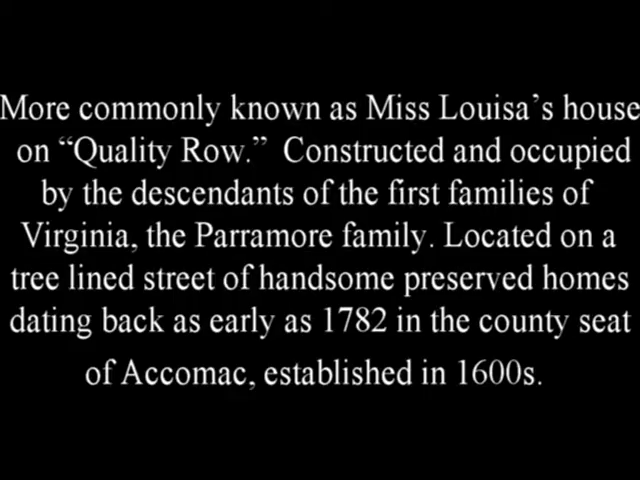 More commonly known as Miss Louisa’s house
on “Quality Row.”  Constructed and occupied
by the descendants of the first families of
Virginia, the Parramore family. Located on a
tree lined street of handsome preserved homes
dating back as early as 1782 in the county seat
of Accomac, established in 1600s.